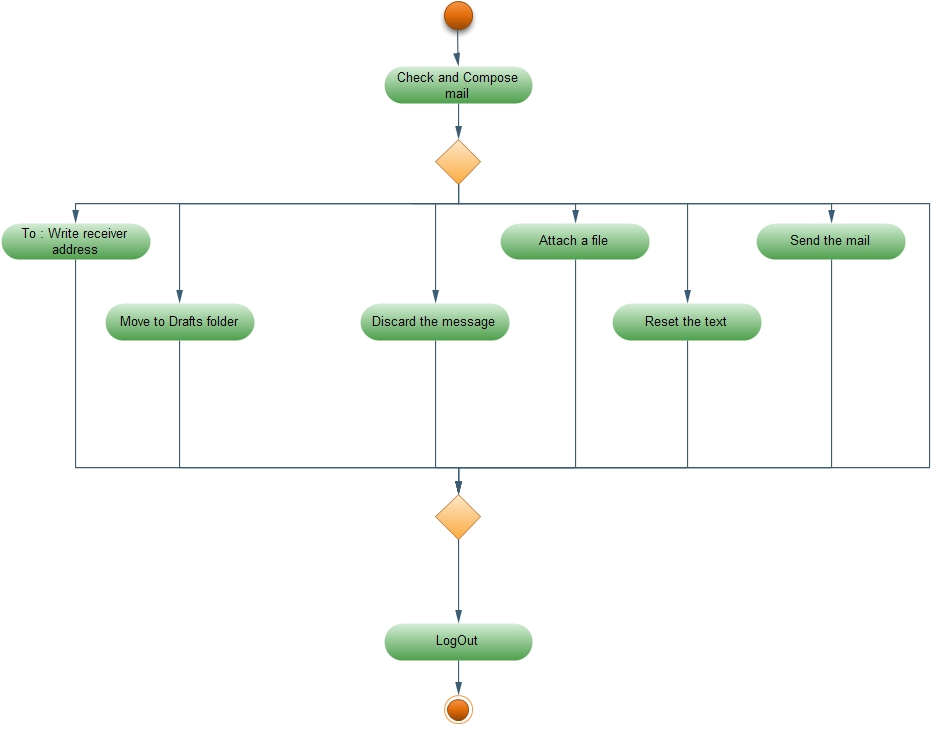 Check and Compose
mail
To : Write receiver
address
Attach a file
Send the mail
Move to Drafts folder
Discard the message
Reset the text
LogOut